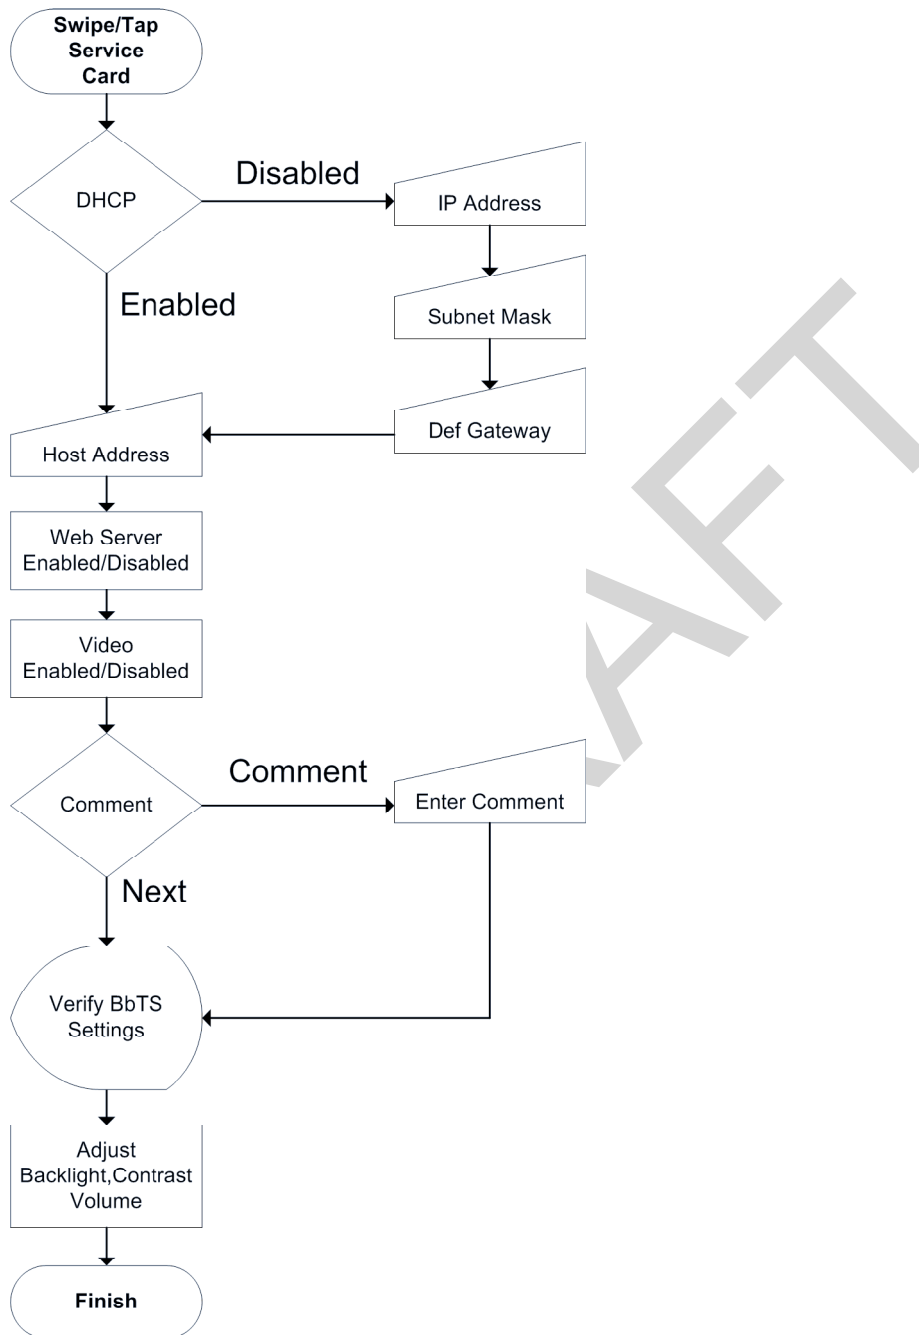 Swipe/Tap
Service
Card
DHCP
Disabled
IP Address
Enabled
Subnet Mask
Def Gateway
Host Address
Web Server
Enabled/Disabled
Video
Enabled/Disabled
Comment
Comment
Enter Comment
Next
Verify BbTS
Settings
Adjust
Backlight,Contrast
Volume
Finish
AFT